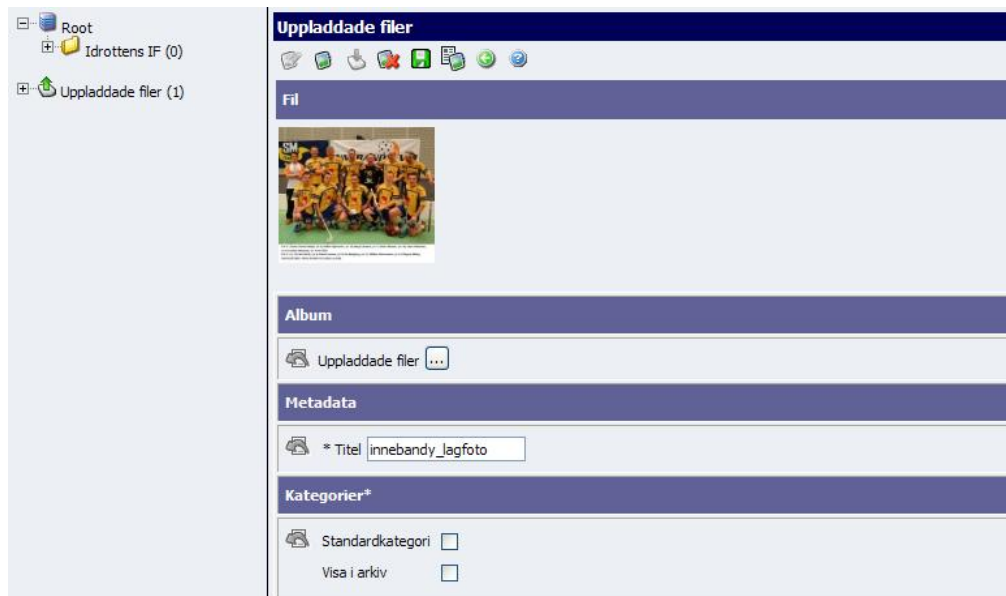 Root
Idrottens IF (0)
Uppladdade filer (1)
Uppladdade filer
Fil
SM
Album
Uppladdade filer ...
Metadata
* Titel innebandy_lagfoto
Kategorier*
Standardkategori
Visa i arkiv